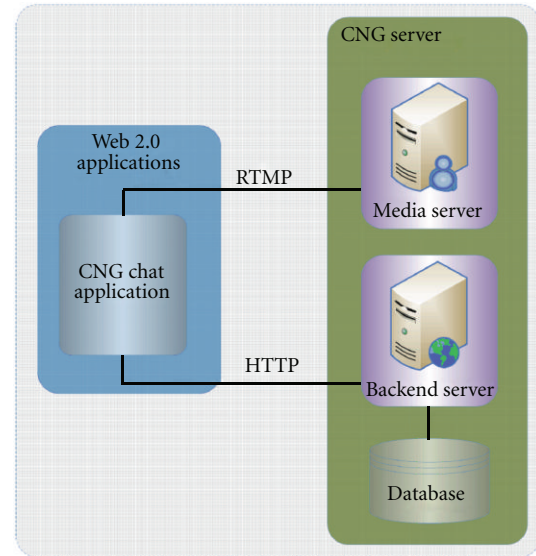 CNG server
Web 2.0
applications
RTMP
Media server
CNG chat
application
HTTP
Backend server
Database